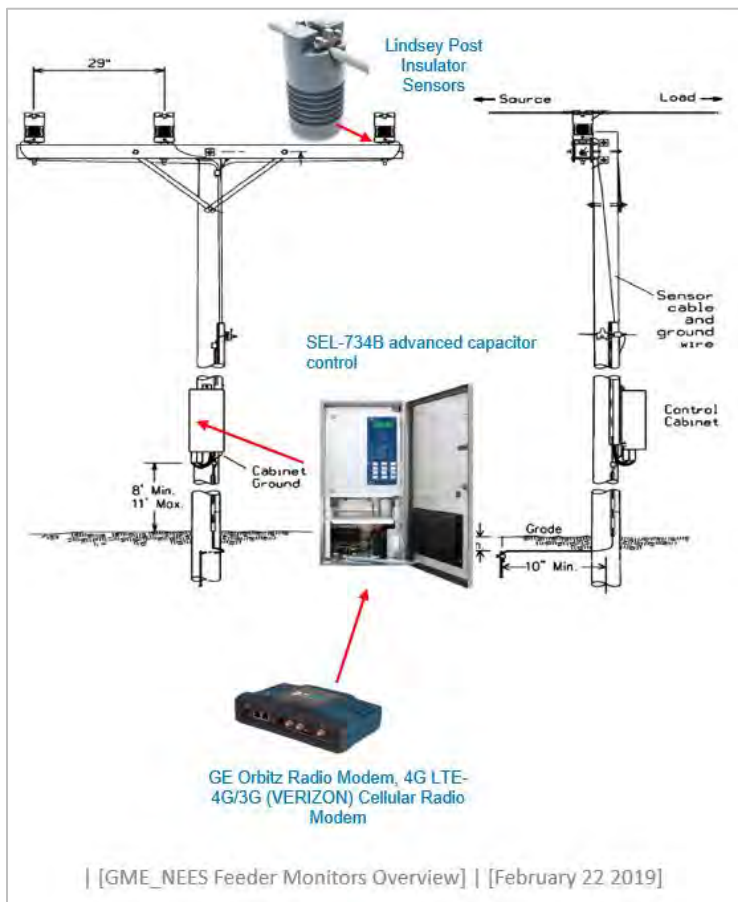 Lindsey Post
Insulator
Sensors
29"
Source
Load
Sensor
cable
and
ground
wire
SEL-734B advanced capacitor
control
Control
Cabinet
Cabinet
Ground
8' Min.
11' Max.
Grade
10" Min.
GE Orbitz Radio Modem, 4G LTE-
4G/3G (VERIZON) Cellular Radio
Modem
| [GME_NEES Feeder Monitors Overview] | [February 22 2019]